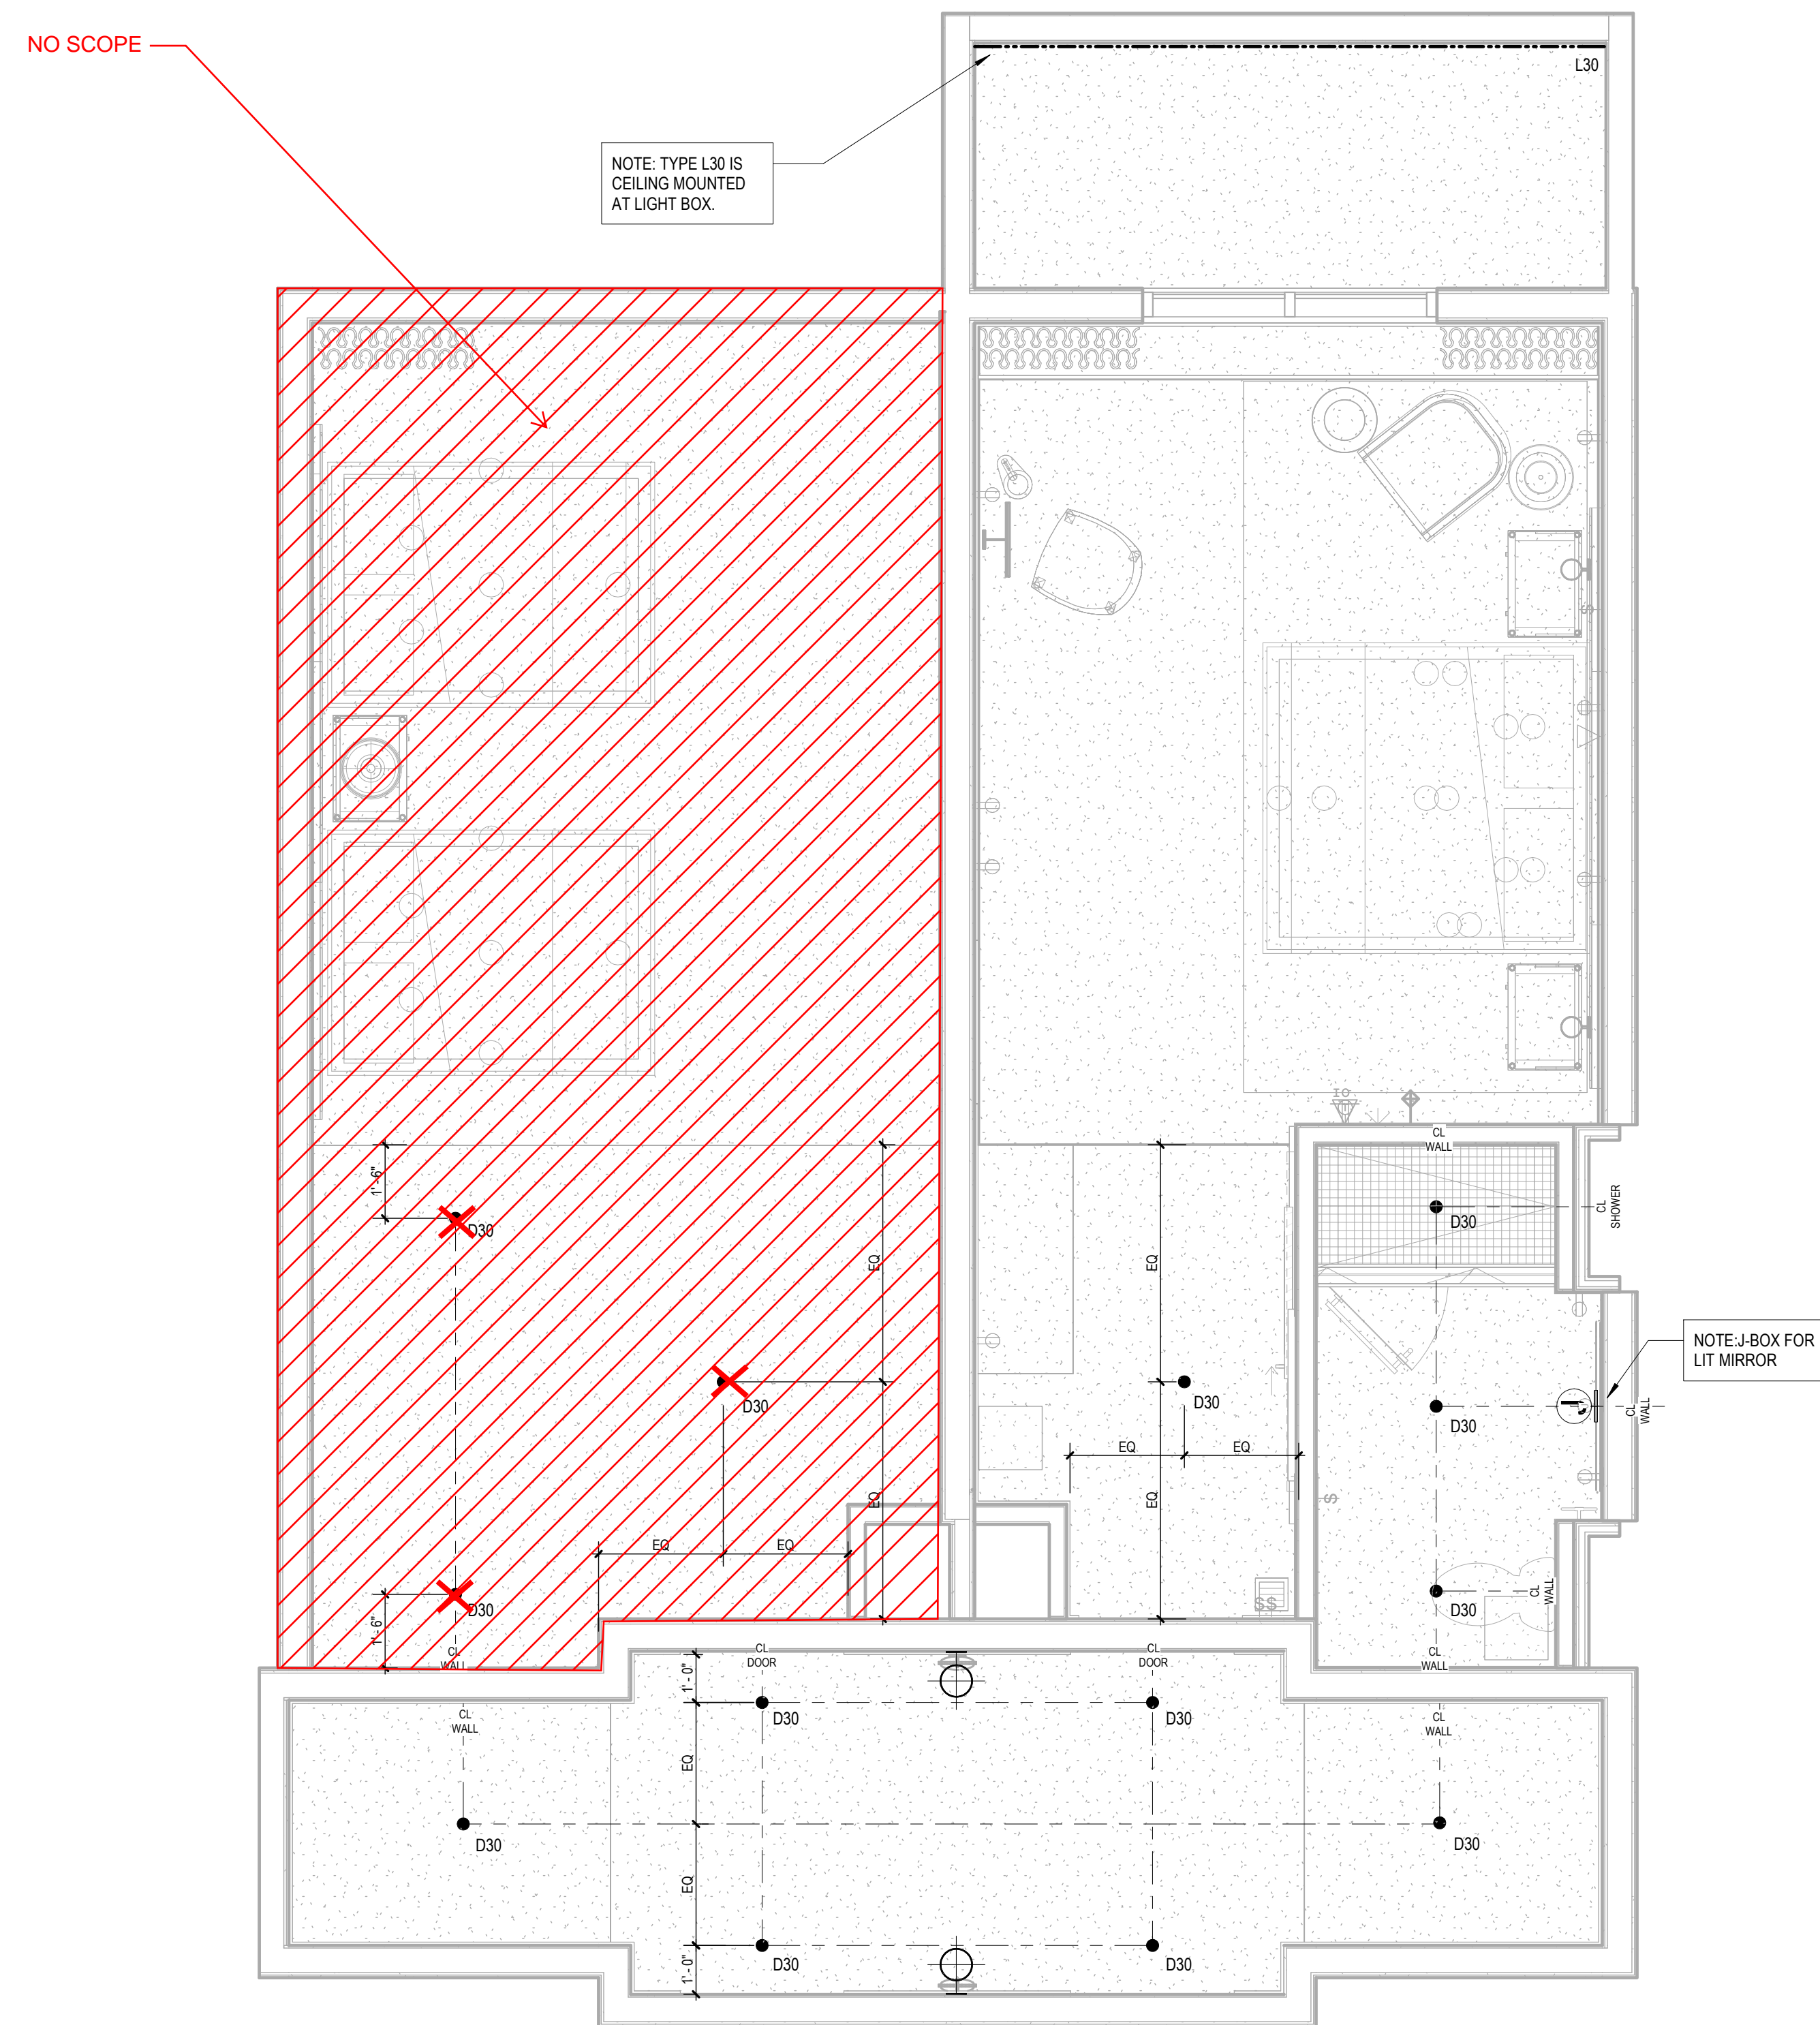 NO SCOPE
L30
NOTE: TYPE L30 IS
CEILING MOUNTED
AT LIGHT BOX.
S
IO
CL
WALL
1'-6"
D30
EQ
EQ
D30
CL
SHOWER
D30
D30
D30
NOTE:J-BOX FOR
LIT MIRROR
J
CL
WALL
D30
EQ
EQ
EQ
EQ
S
EQ
EQ
D30
1'-6"
CL
WALL
D30
CL
WALL
$$
CL
WALL
CL
DOOR
CL
DOOR
1'-0"
D30
D30
CL
WALL
CL
WALL
EQ
D30
D30
EQ
1'-0"
D30
D30